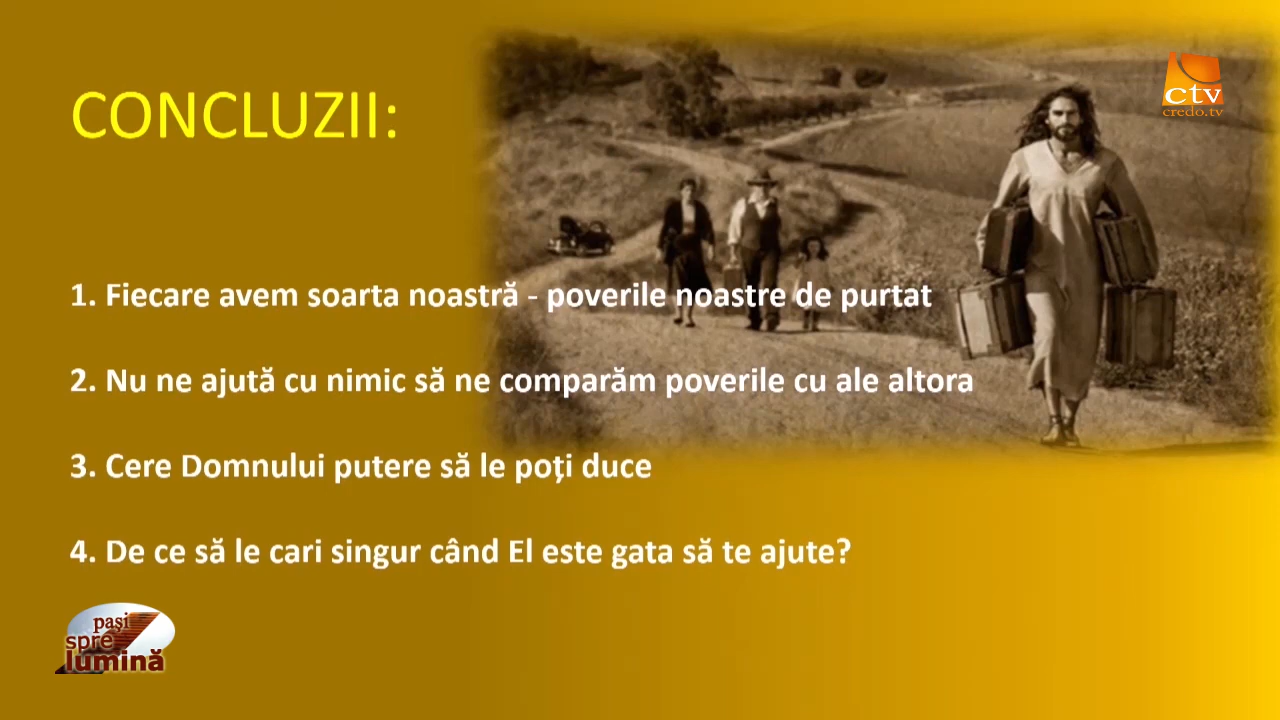 ctv
credo.tv
CONCLUZII:
1. Fiecare avem soarta noastră - poverile noastre de purtat
2. Nu ne ajută cu nimic să ne comparăm poverile cu ale altora
3. Cere Domnului putere să le poți duce
4. De ce să le cari singur când El este gata să te ajute?
pași
spre
lumină